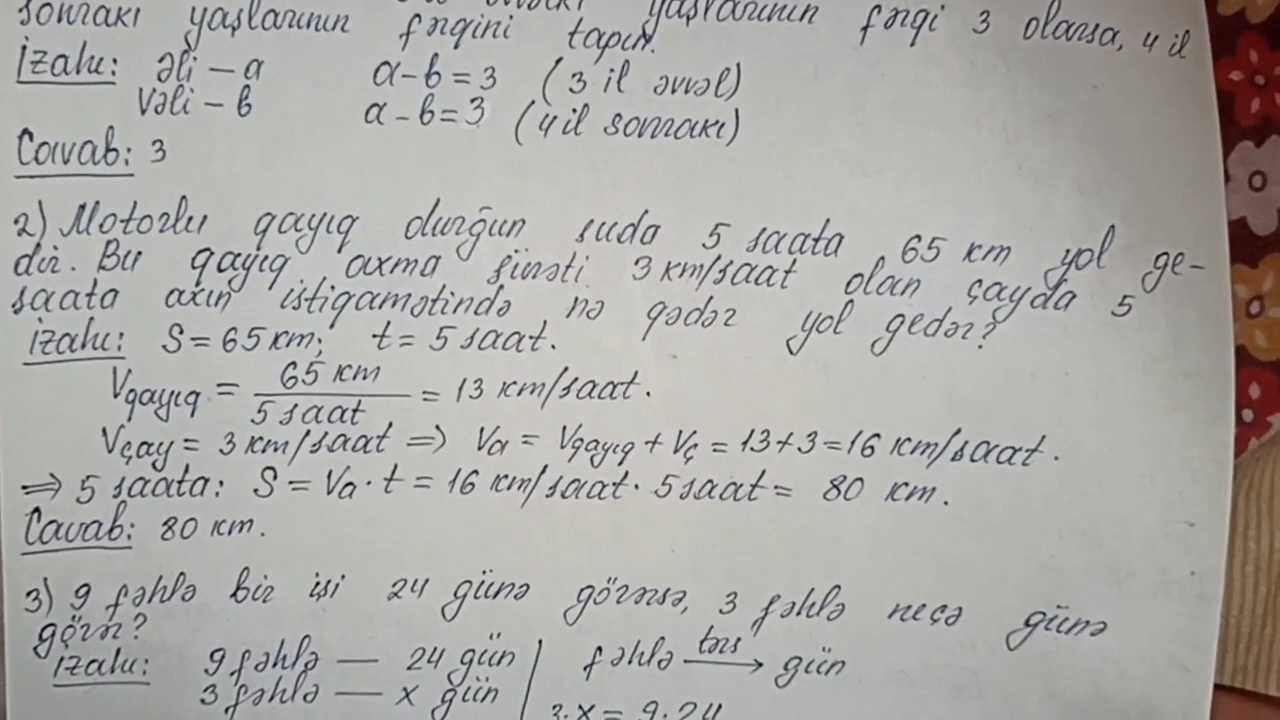 sonrakı yaşlarının fərqini tapın. yaşlarının fərqi 3 olarsa, 4 il
İzahı: Əli – a a – b = 3 (3 il əvvəl)
Vəli – b a – b = 3 (4 il sonrakı)
Cavab: 3
2) Motorlu qayıq durğun suda 5 saata 65 km yol ge-
dir. Bu qayıq axma sürəti 3 km/saat olan çayda 5
saata axın istiqamətində nə qədər yol gedər?
izahı: S = 65 km; t = 5 saat.
Vqayıq = 65 km / 5 saat = 13 km/saat.
Vçay = 3 km/saat => Va = Vqayıq + Vç = 13+3=16 km/saat.
=> 5 saata: S = Va · t = 16 km/saat · 5 saat = 80 km.
Cavab: 80 km.
3) 9 fəhlə bir işi 24 günə görərsə, 3 fəhlə neçə günə
görər?
izahı: 9 fəhlə — 24 gün | fəhlə tərs → gün
3 fəhlə — x gün | 3·x = 9·24